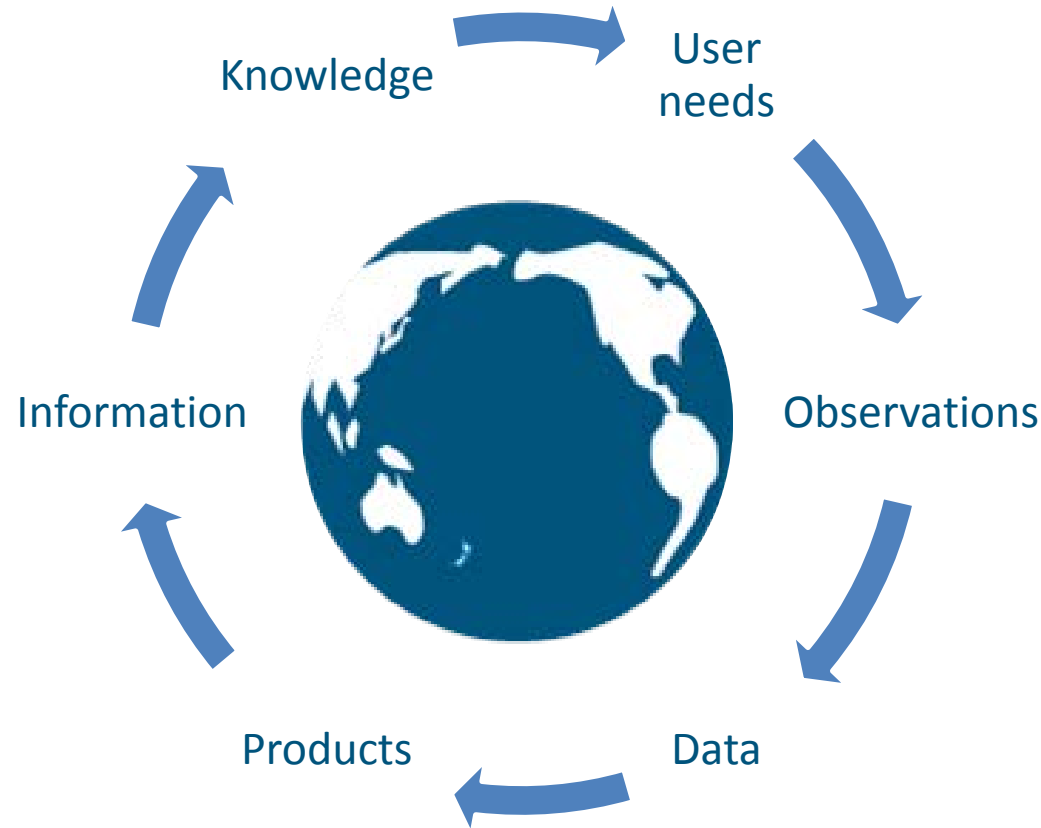 Knowledge
User
needs
Information
Observations
Products
Data